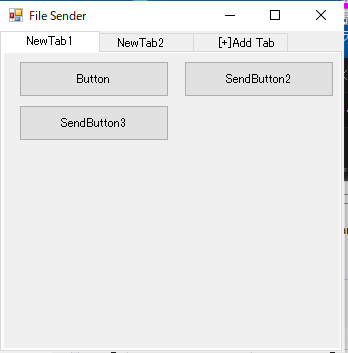 File Sender
NewTab1 NewTab2 [+]Add Tab
Button SendButton2
SendButton3